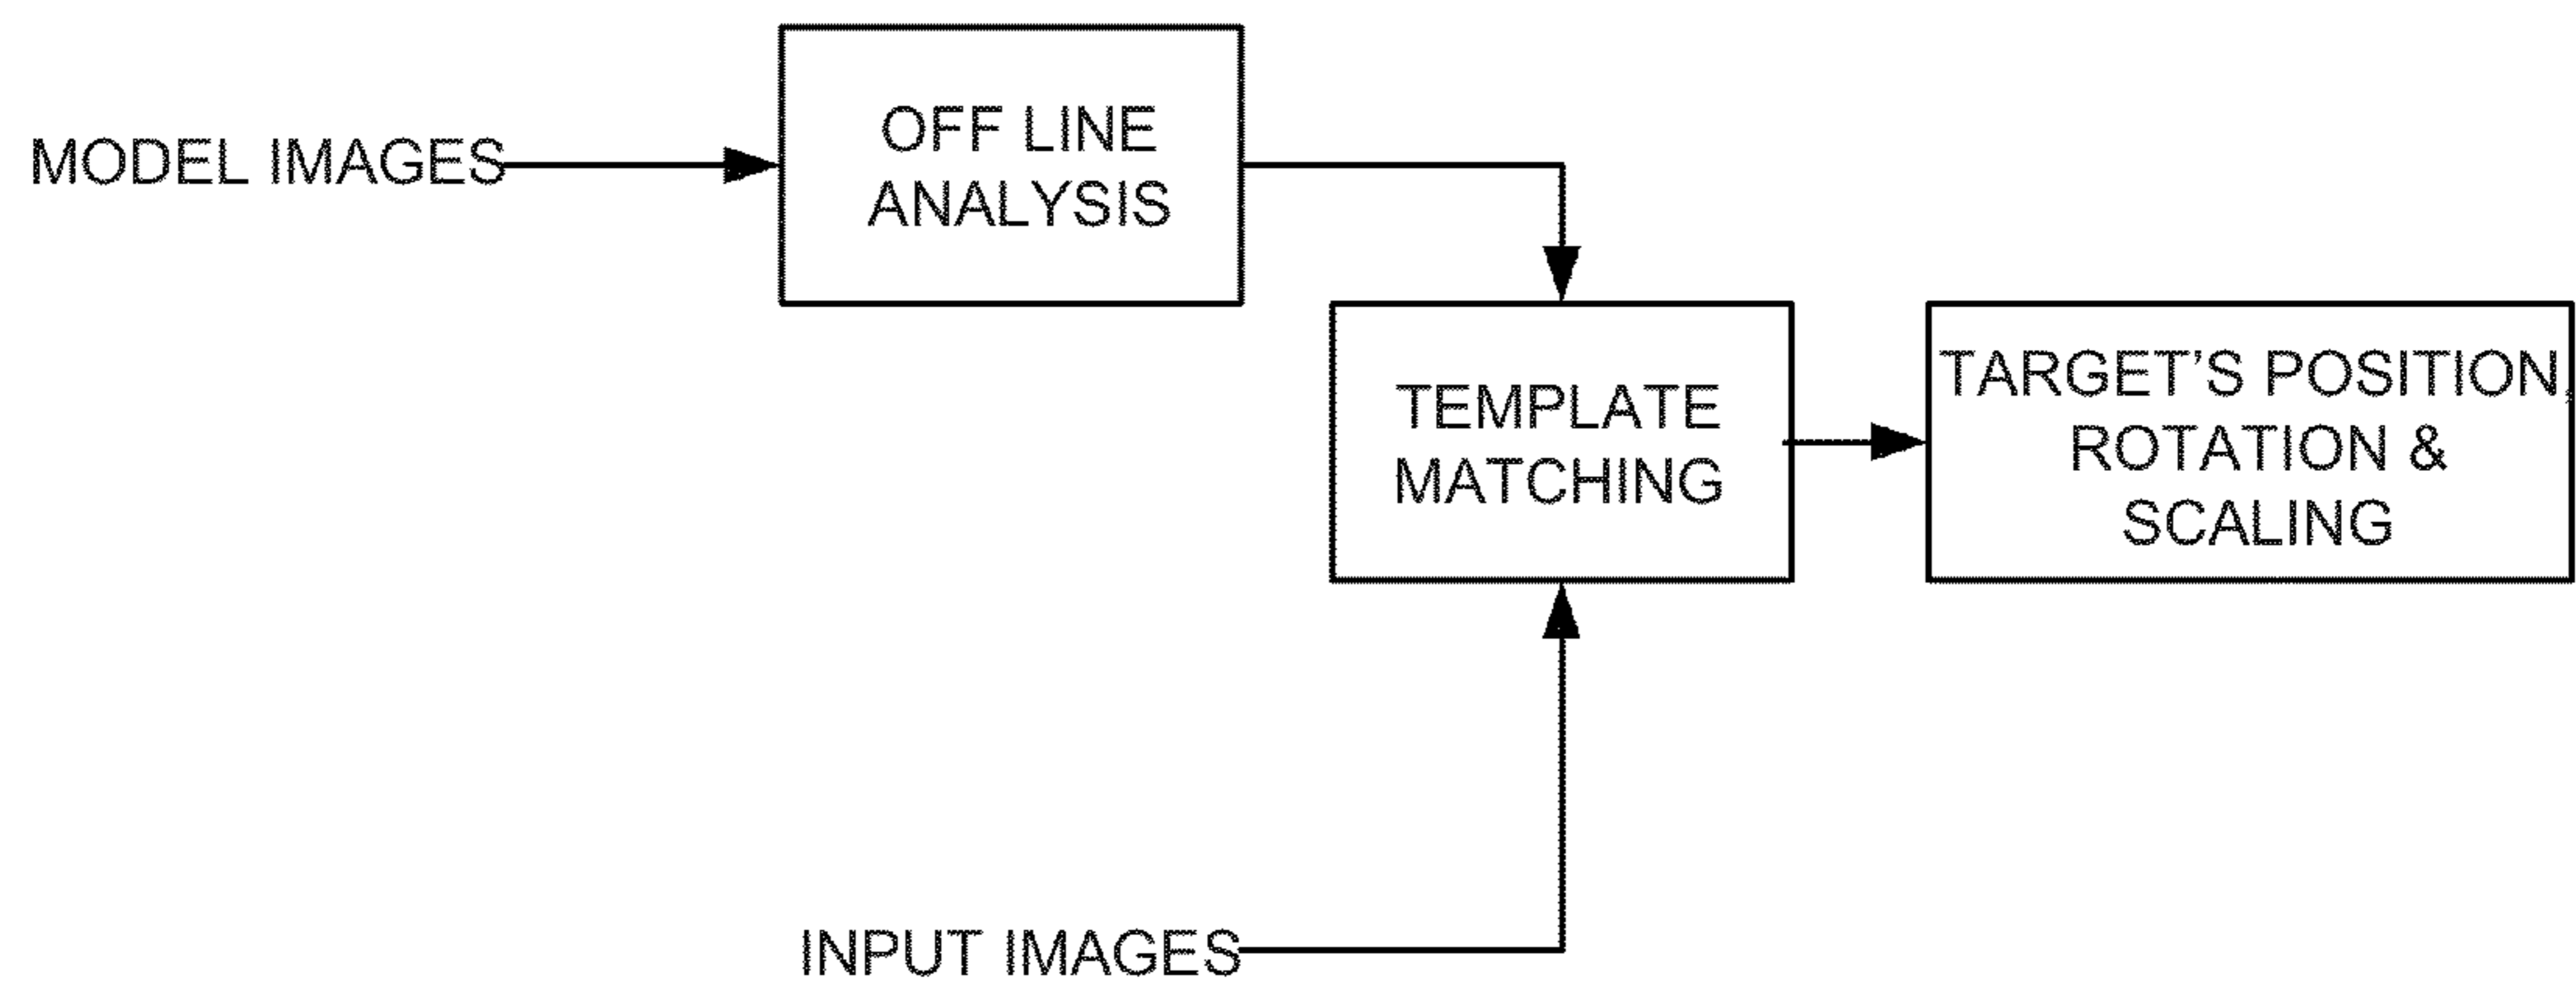 MODEL IMAGES
OFF LINE
ANALYSIS
TEMPLATE
MATCHING
TARGET'S POSITION,
ROTATION &
SCALING
INPUT IMAGES